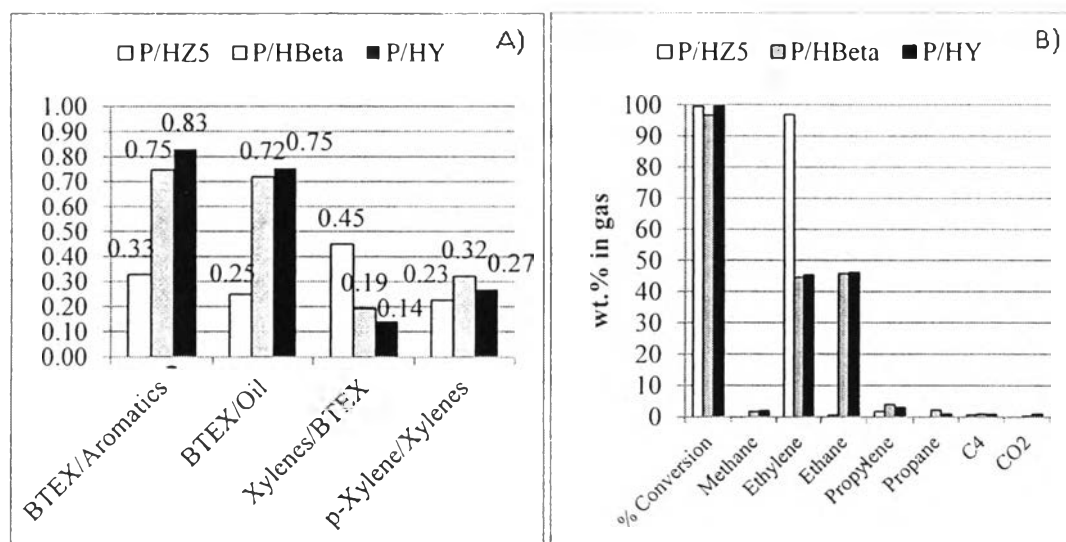 A)
P/HZ5 P/HBeta P/HY
1.00
0.90
0.80
0.70
0.60
0.50
0.40
0.30
0.20
0.10
0.00
0.33 0.75 0.83
0.25 0.72 0.75
0.45 0.19 0.14
0.23 0.32 0.27
BTEX/Aromatics
BTEX/Oil
Xylenes/BTEX
p-Xylene/Xylenes
B)
P/HZ5 P/HBeta P/HY
wt.% in gas
100
90
80
70
60
50
40
30
20
10
0
% Conversion
Methane
Ethylene
Ethane
Propylene
Propane
C4
CO2